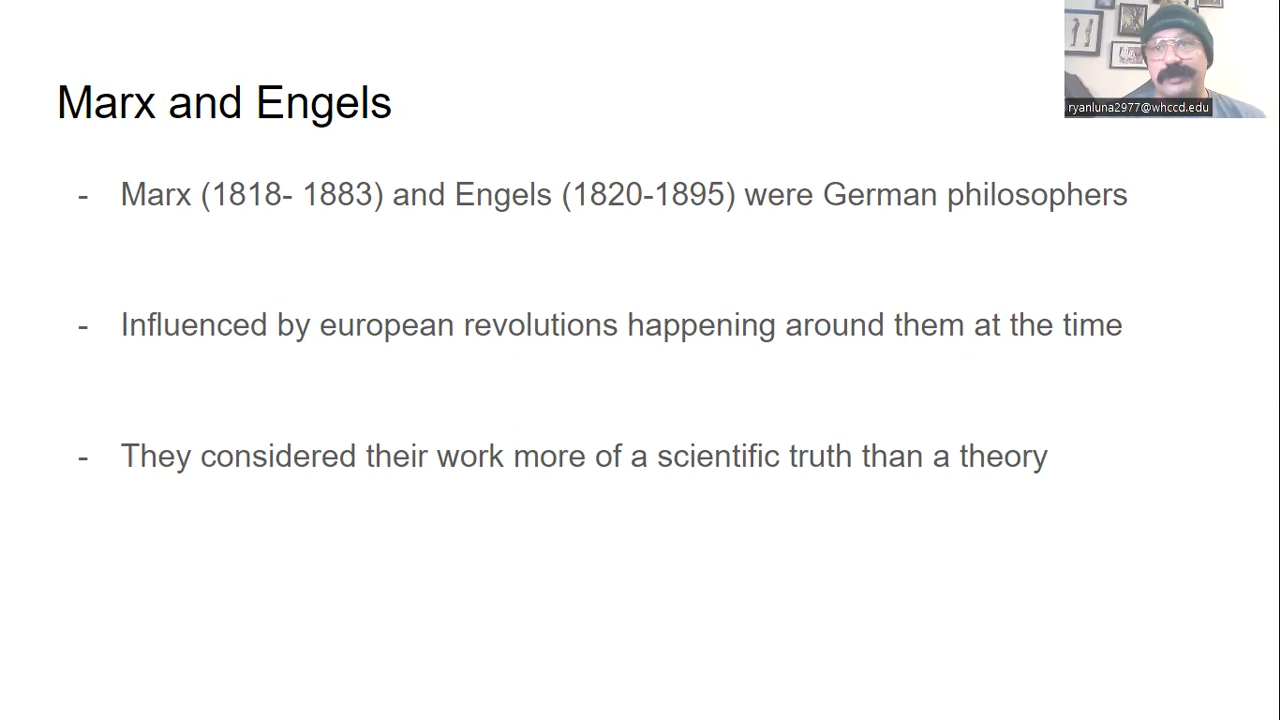 Marx and Engels
ryanluna2977@whccd.edu
- Marx (1818- 1883) and Engels (1820-1895) were German philosophers
- Influenced by european revolutions happening around them at the time
- They considered their work more of a scientific truth than a theory